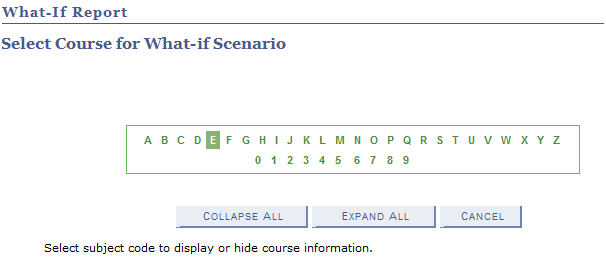 What-If Report
Select Course for What-if Scenario
A B C D E F G H I J K L M N O P Q R S T U V W X Y Z
0 1 2 3 4 5 6 7 8 9
COLLAPSE ALL EXPAND ALL CANCEL
Select subject code to display or hide course information.